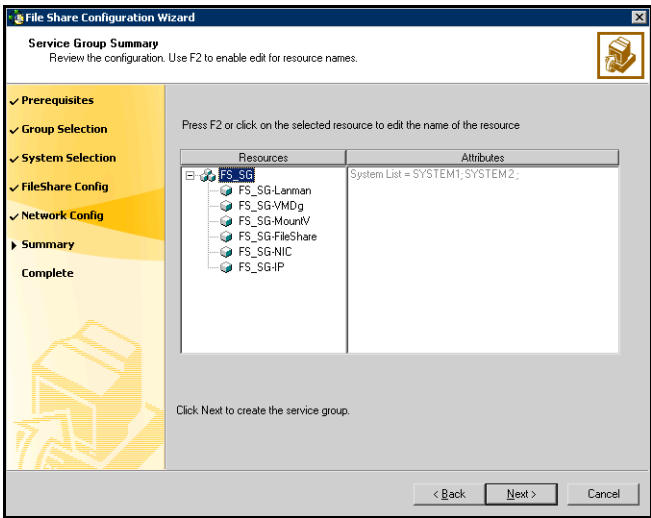 File Share Configuration Wizard
Service Group Summary
Review the configuration. Use F2 to enable edit for resource names.
Prerequisites
Group Selection
System Selection
FileShare Config
Network Config
Summary
Complete
Press F2 or click on the selected resource to edit the name of the resource
Resources Attributes
FS_SG System List = SYSTEM1; SYSTEM2 ;
FS_SG-Lanman
FS_SG-VMDg
FS_SG-MountV
FS_SG-FileShare
FS_SG-NIC
FS_SG-IP
Click Next to create the service group.
< Back Next > Cancel